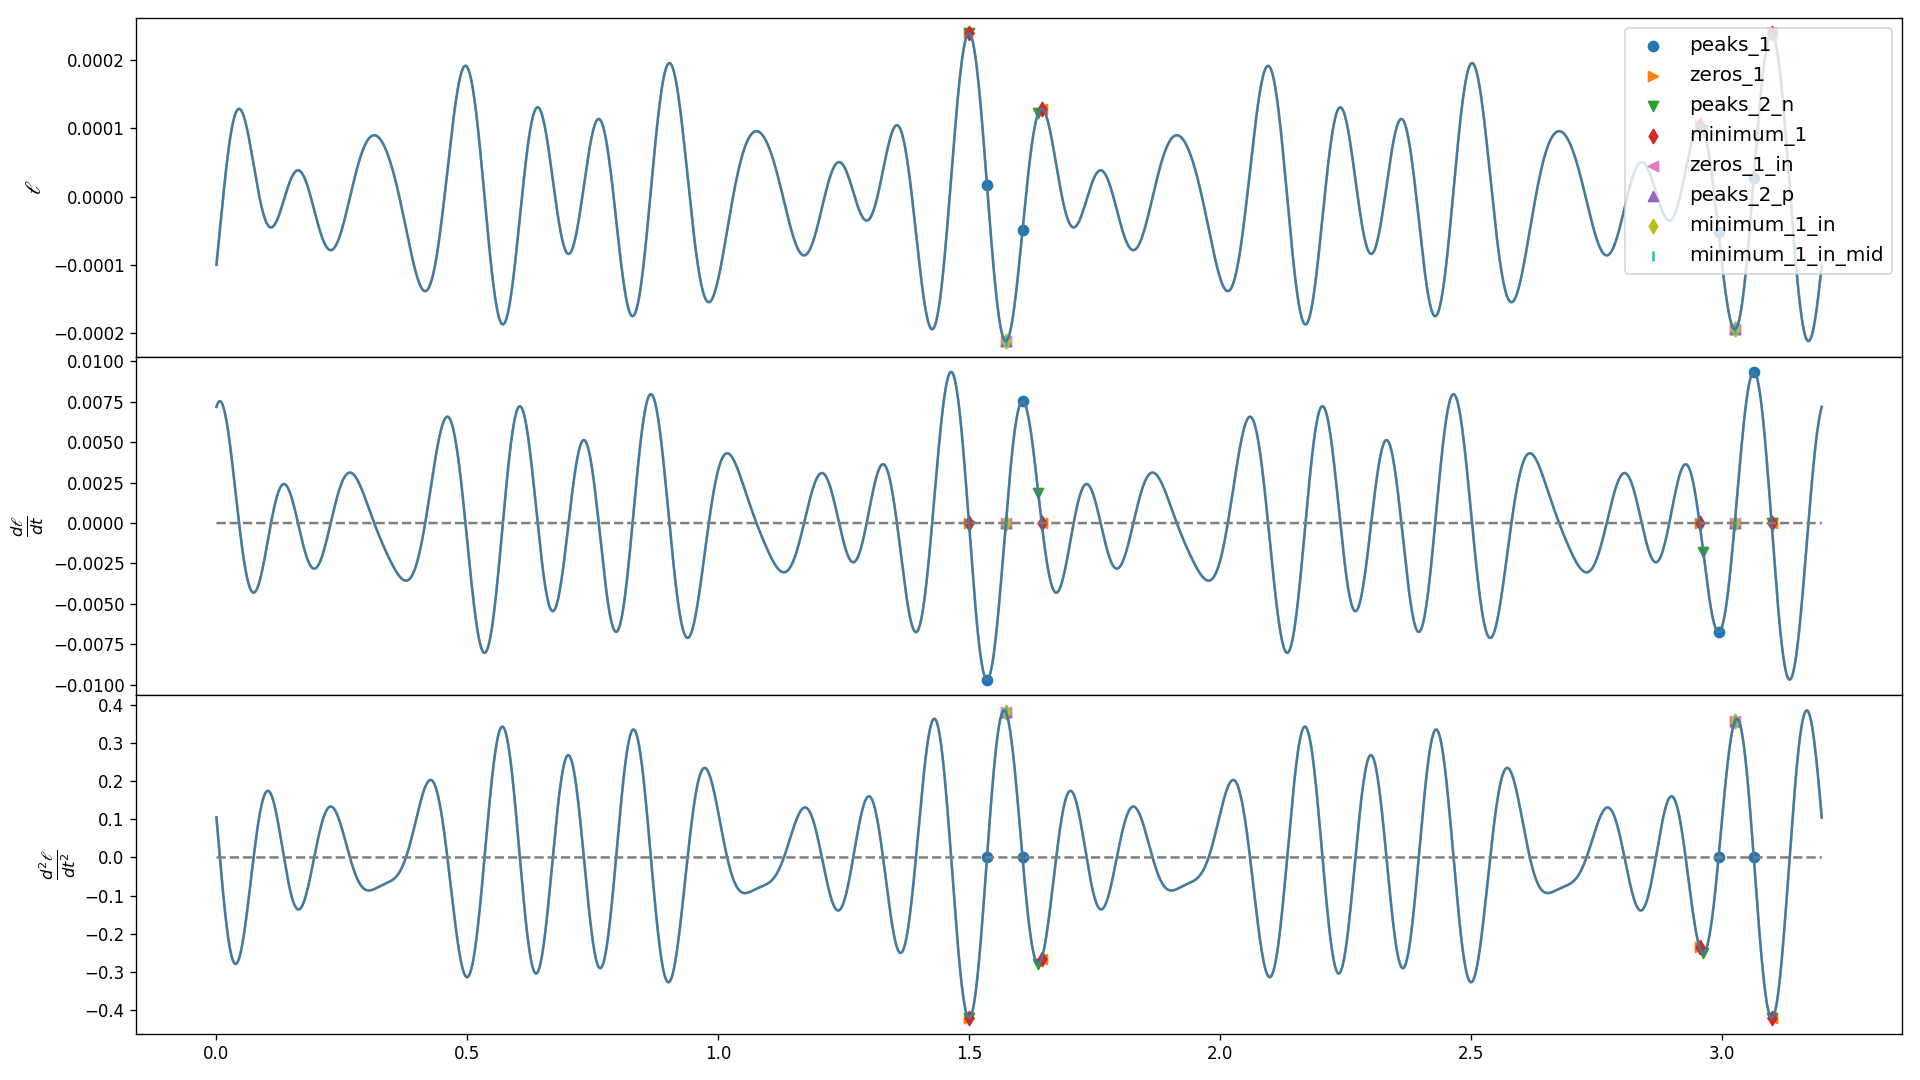 0.0002
0.0001
0.0000
−0.0001
−0.0002
ℓ
peaks_1
zeros_1
peaks_2_n
minimum_1
zeros_1_in
peaks_2_p
minimum_1_in
minimum_1_in_mid
0.0100
0.0075
0.0050
0.0025
0.0000
−0.0025
−0.0050
−0.0075
−0.0100
dℓ
dt
0.4
0.3
0.2
0.1
0.0
−0.1
−0.2
−0.3
−0.4
d²ℓ
dt²
0.0 0.5 1.0 1.5 2.0 2.5 3.0